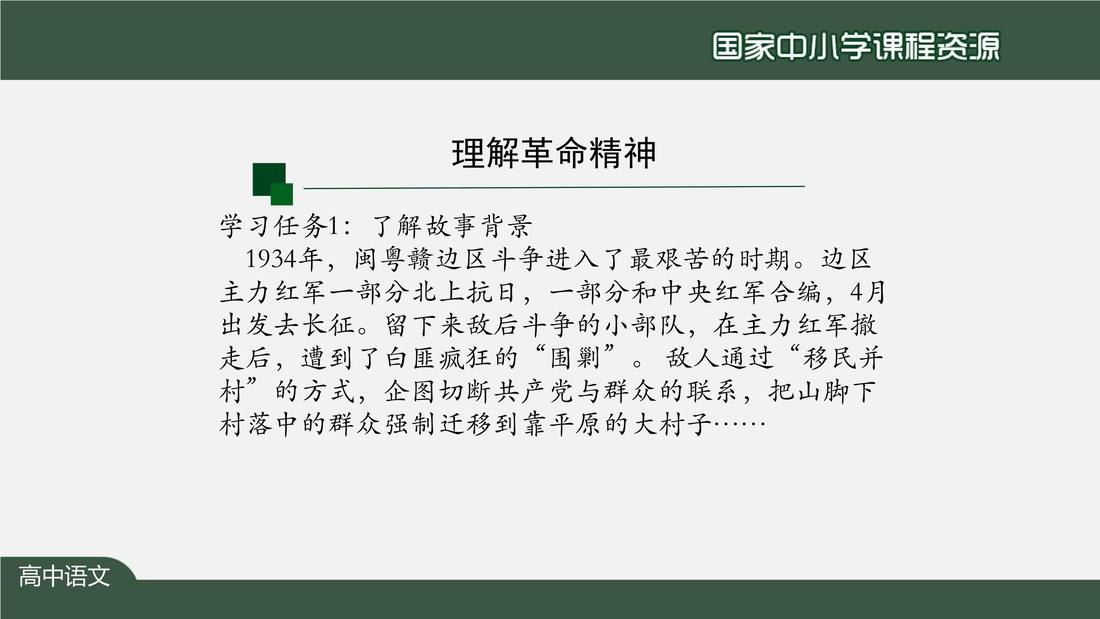 国家中小学课程资源
理解革命精神
学习任务1：了解故事背景
1934年，闽粤赣边区斗争进入了最艰苦的时期。边区
主力红军一部分北上抗日，一部分和中央红军合编，4月
出发去长征。留下来敌后斗争的小部队，在主力红军撤
走后，遭到了白匪疯狂的“围剿”。 敌人通过“移民并
村”的方式，企图切断共产党与群众的联系，把山脚下
村落中的群众强制迁移到靠平原的大村子……
高中语文